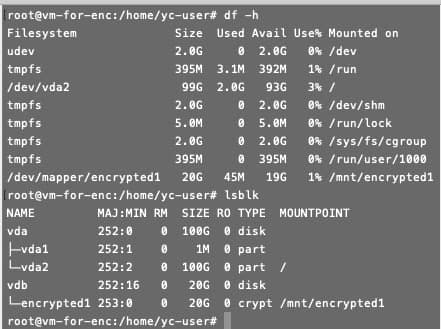 root@vm-for-enc:/home/yc-user# df -h
Filesystem Size Used Avail Use% Mounted on
udev 2.0G 0 2.0G 0% /dev
tmpfs 395M 3.1M 392M 1% /run
/dev/vda2 99G 2.0G 93G 3% /
tmpfs 2.0G 0 2.0G 0% /dev/shm
tmpfs 5.0M 0 5.0M 0% /run/lock
tmpfs 2.0G 0 2.0G 0% /sys/fs/cgroup
tmpfs 395M 0 395M 0% /run/user/1000
/dev/mapper/encrypted1 20G 45M 19G 1% /mnt/encrypted1
root@vm-for-enc:/home/yc-user# lsblk
NAME MAJ:MIN RM SIZE RO TYPE MOUNTPOINT
vda 252:0 0 100G 0 disk
├─vda1 252:1 0 1M 0 part
└─vda2 252:2 0 100G 0 part /
vdb 252:16 0 20G 0 disk
└─encrypted1 253:0 0 20G 0 crypt /mnt/encrypted1
root@vm-for-enc:/home/yc-user#